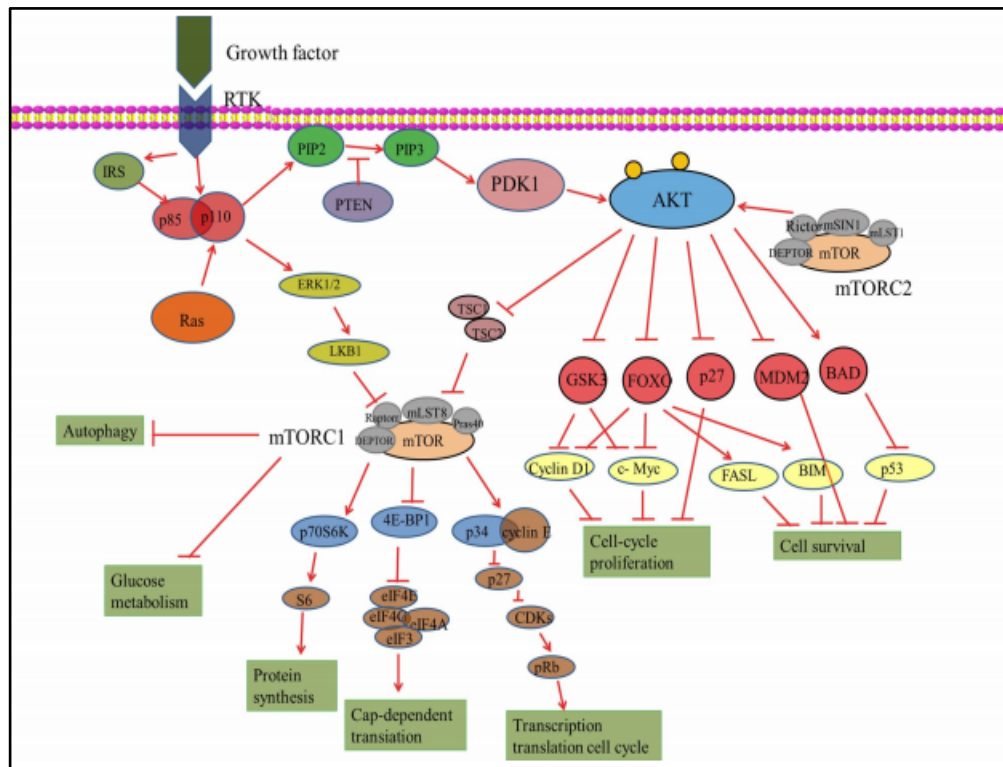 Growth factor
RTK
IRS
p85
p110
PIP2
PIP3
PTEN
PDK1
AKT
Rictor
mSIN1
mLST1
DEPTOR
mTOR
mTORC2
Ras
ERK1/2
LKB1
TSC1
TSC2
GSK3
FOXO
p27
MDM2
BAD
Autophagy
mTORC1
Raptorr
mLST8
Pras40
DEPTOR
mTOR
Cyclin D1
c- Myc
FASL
BIM
p53
p70S6K
4E-BP1
p34
cyclin E
Cell-cycle
proliferation
Cell survival
Glucose
metabolism
S6
eIF4E
eIF4G
eIF4A
eIF3
p27
CDKs
pRb
Protein
synthesis
Cap-dependent
transiation
Transcription
translation cell cycle